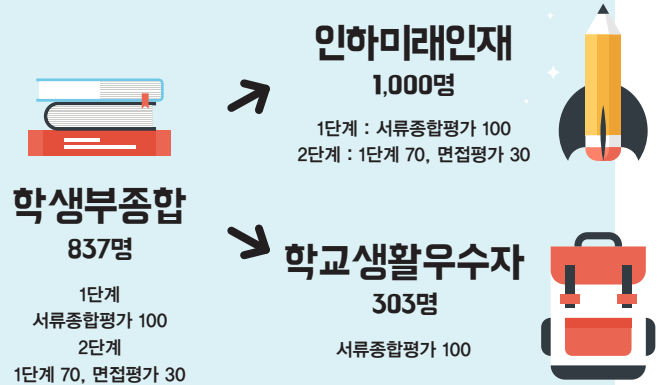 학생부종합
837명
1단계
서류종합평가 100
2단계
1단계 70, 면접평가 30
인하미래인재
1,000명
1단계 : 서류종합평가 100
2단계 : 1단계 70, 면접평가 30
학교생활우수자
303명
서류종합평가 100